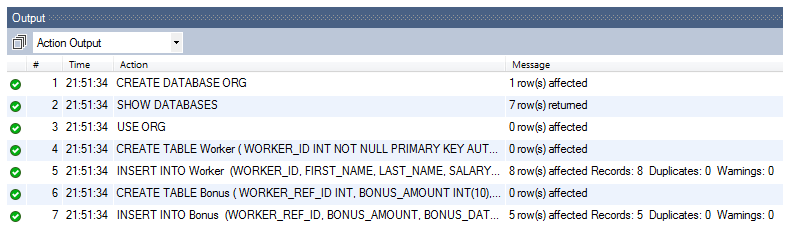 Output
Action Output
# Time Action Message
1 21:51:34 CREATE DATABASE ORG 1 row(s) affected
2 21:51:34 SHOW DATABASES 7 row(s) returned
3 21:51:34 USE ORG 0 row(s) affected
4 21:51:34 CREATE TABLE Worker ( WORKER_ID INT NOT NULL PRIMARY KEY AUT... 0 row(s) affected
5 21:51:34 INSERT INTO Worker (WORKER_ID, FIRST_NAME, LAST_NAME, SALARY... 8 row(s) affected Records: 8 Duplicates: 0 Warnings: 0
6 21:51:34 CREATE TABLE Bonus ( WORKER_REF_ID INT, BONUS_AMOUNT INT(10),... 0 row(s) affected
7 21:51:34 INSERT INTO Bonus (WORKER_REF_ID, BONUS_AMOUNT, BONUS_DAT... 5 row(s) affected Records: 5 Duplicates: 0 Warnings: 0